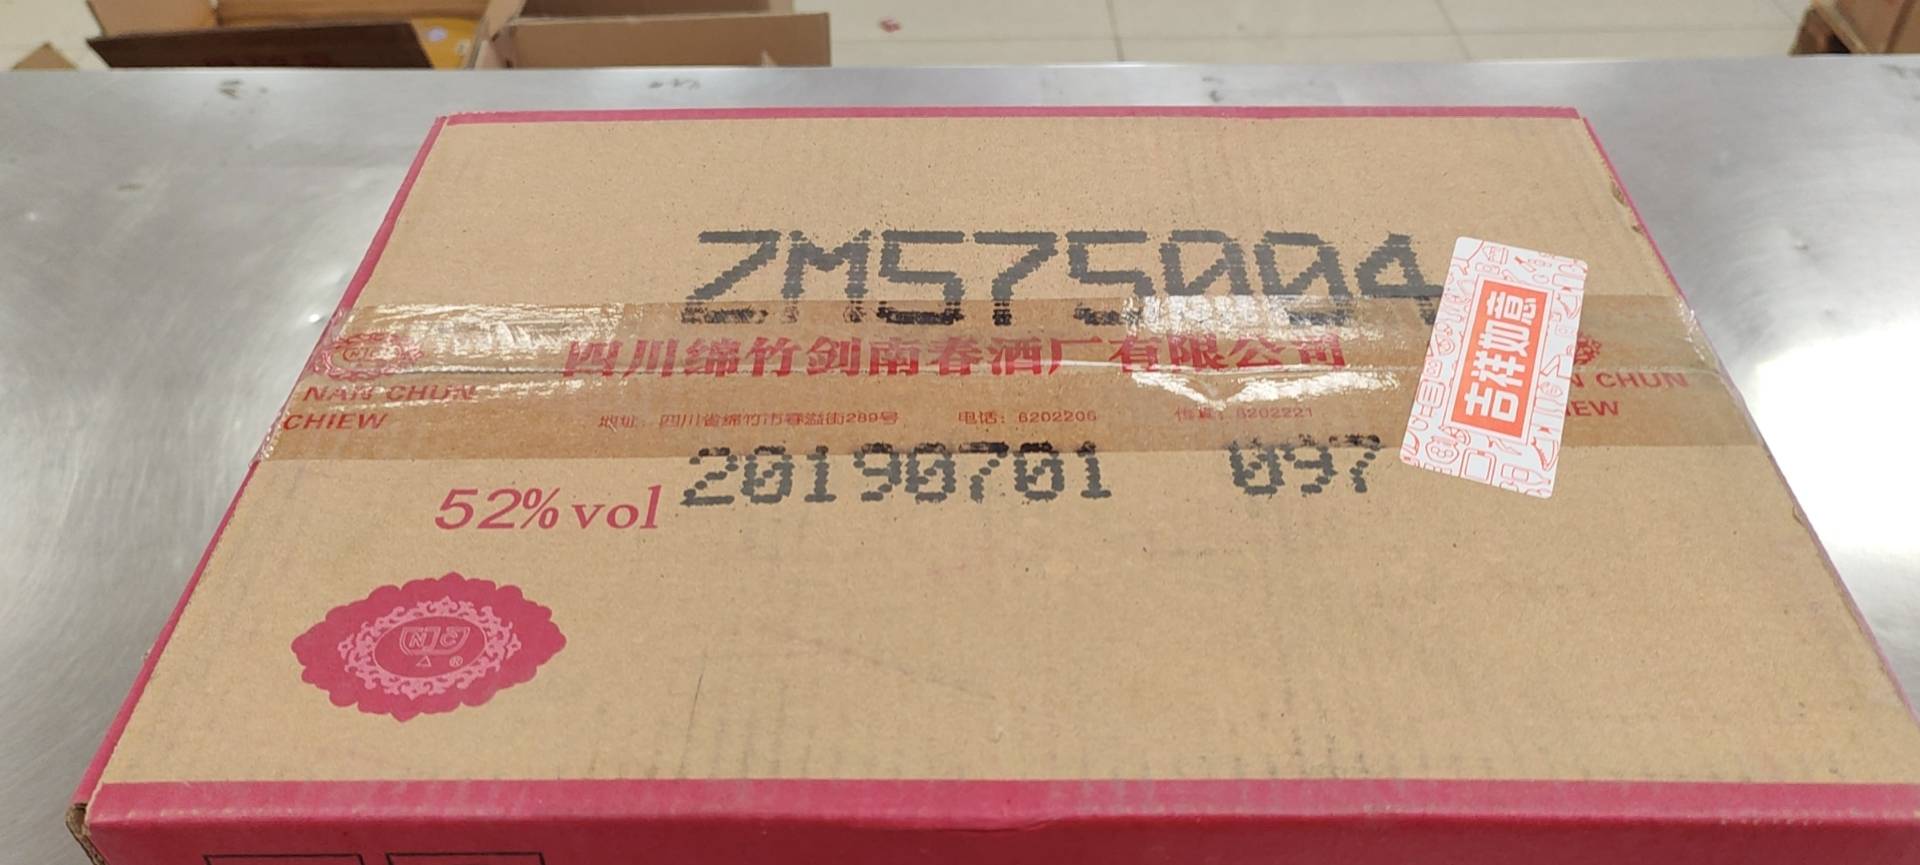 ZM575004
四川绵竹剑南春酒厂有限公司
NAN CHUN
CHIEW
地址：四川省绵竹市春溢街289号 电话：6202206 传真：6202221
吉祥如意
N CHUN
IEW
20190701 097
52% vol
NC
®